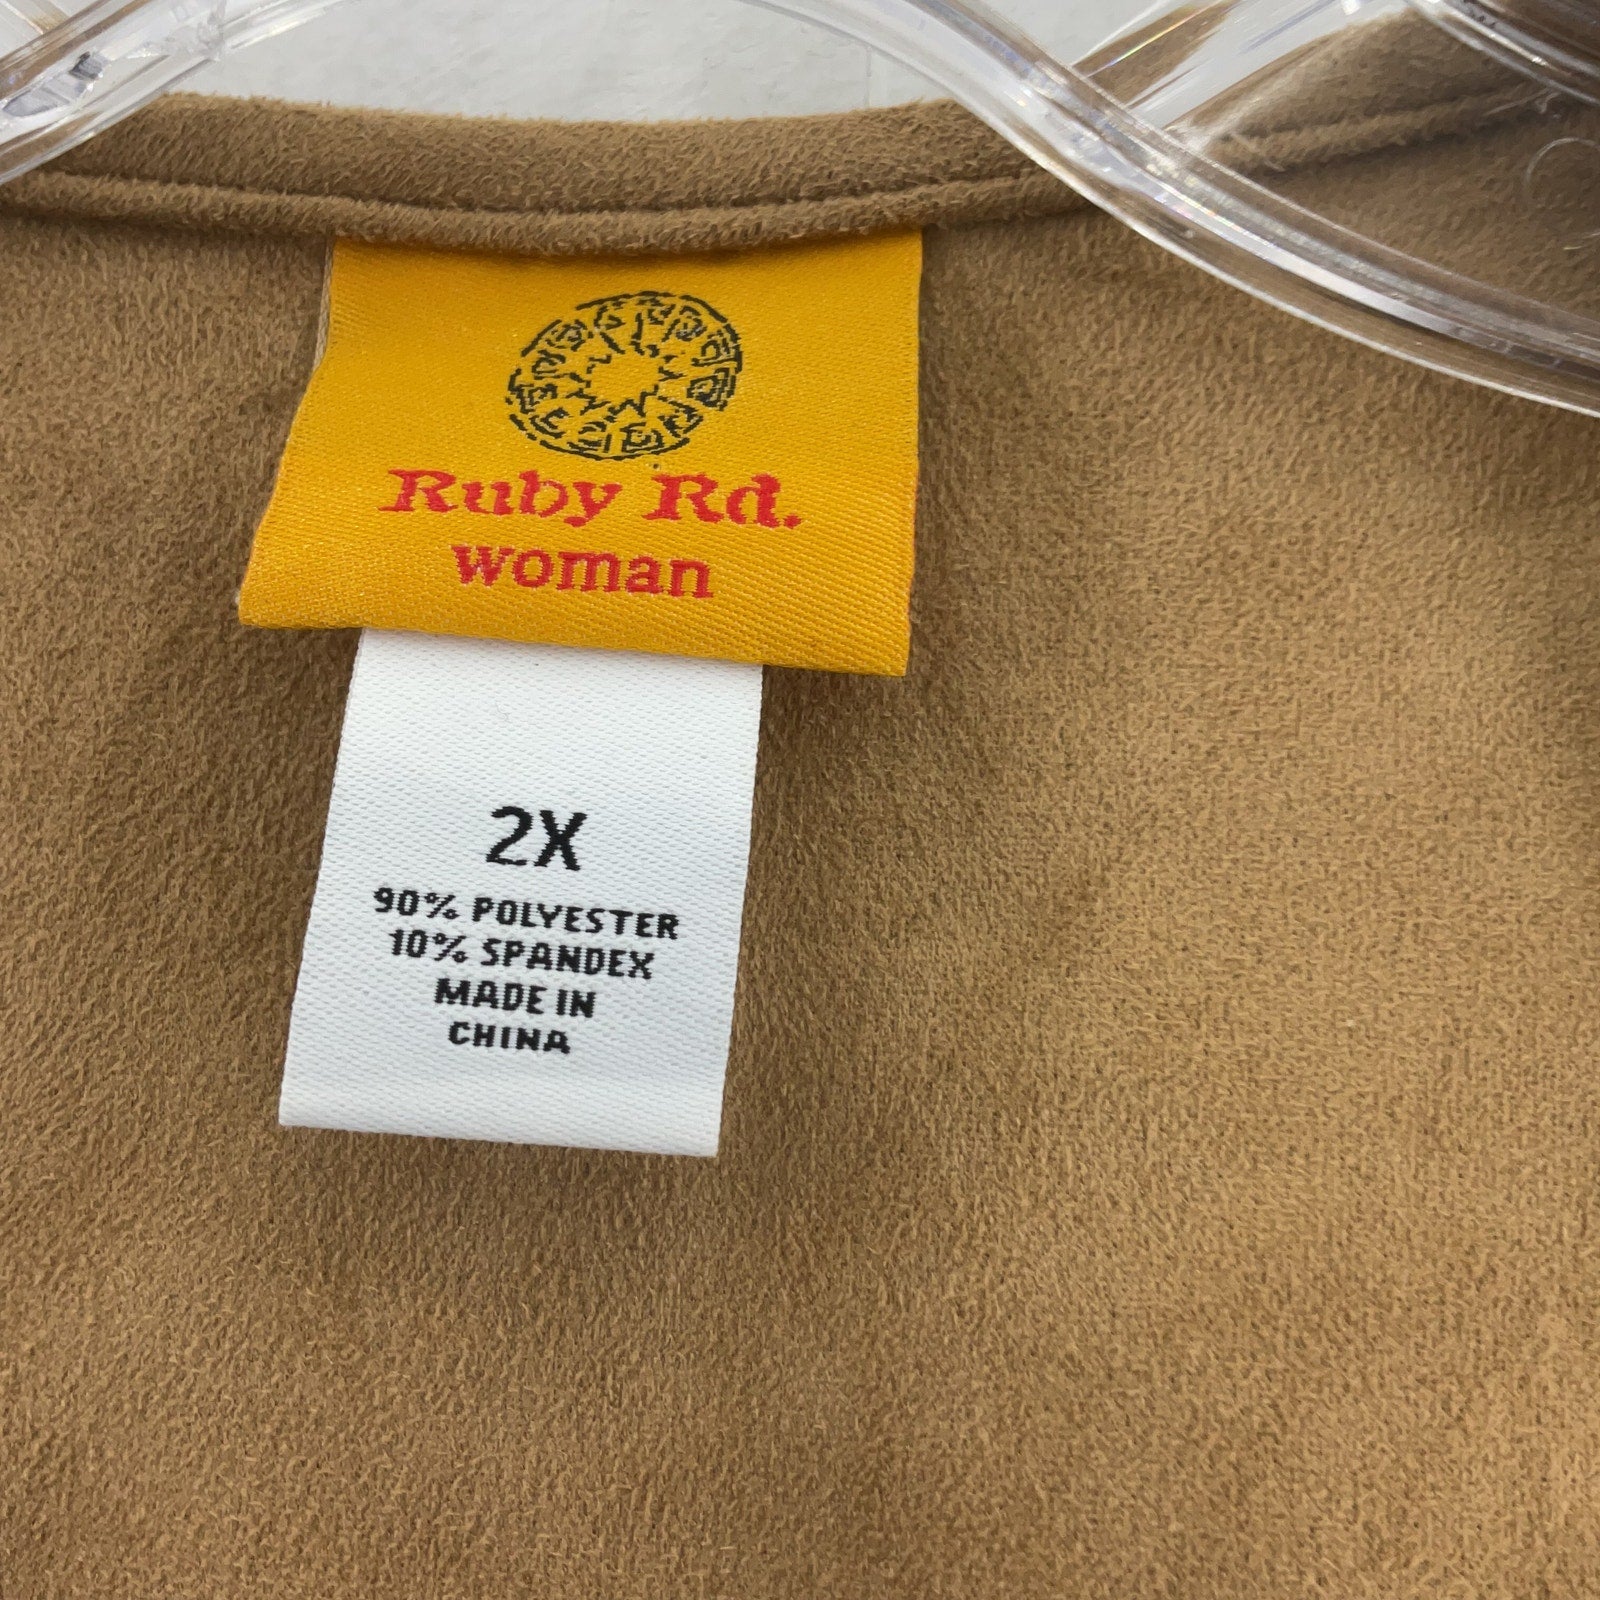 Ruby Rd.
woman
2X
90% POLYESTER
10% SPANDEX
MADE IN
CHINA